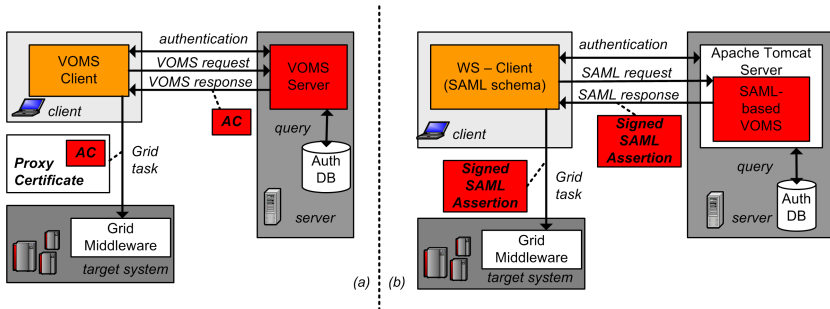 VOMS
Client
client
authentication
VOMS request
VOMS response
AC
VOMS
Server
query
Auth
DB
server
AC
Proxy
Certificate
Grid
task
Grid
Middleware
target system
(a)
(b)
WS – Client
(SAML schema)
client
authentication
SAML request
SAML response
Signed
SAML
Assertion
Apache Tomcat
Server
SAML-
based
VOMS
query
Auth
DB
server
Signed
SAML
Assertion
Grid
task
Grid
Middleware
target system